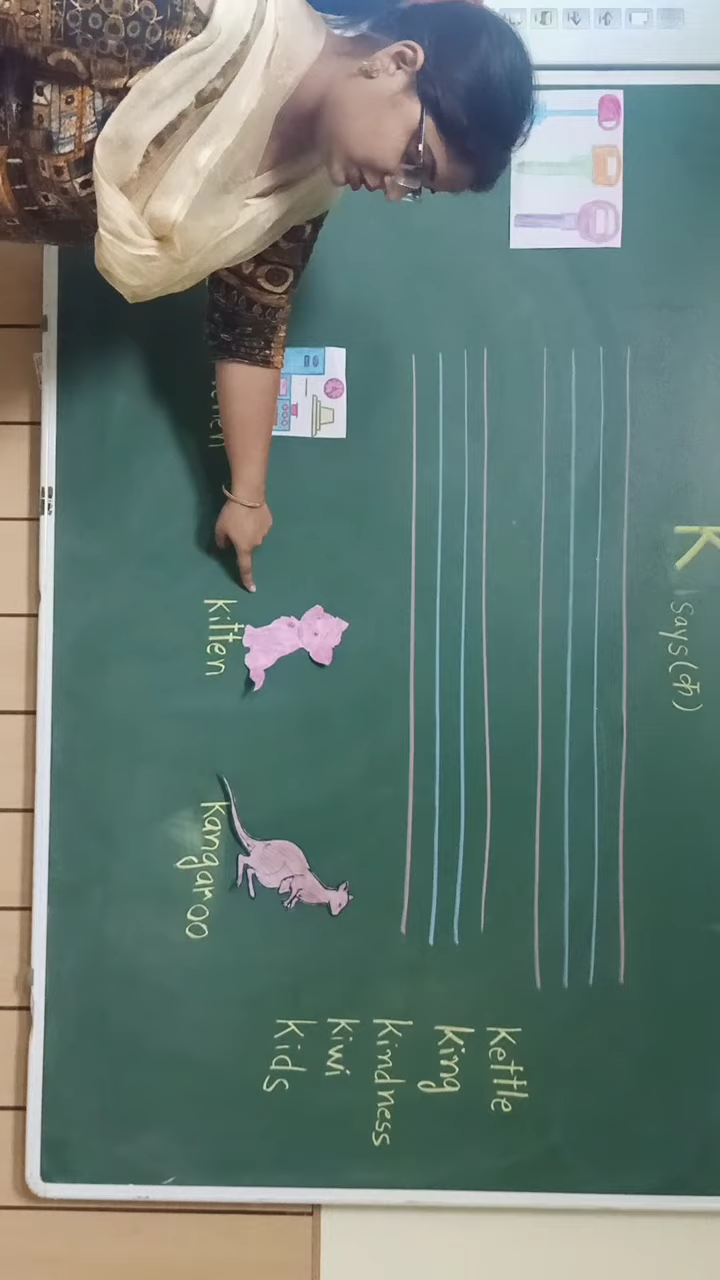 K says (क)
Kettle
King
Kindness
Kiwi
Kids
Kitten
Kangaroo